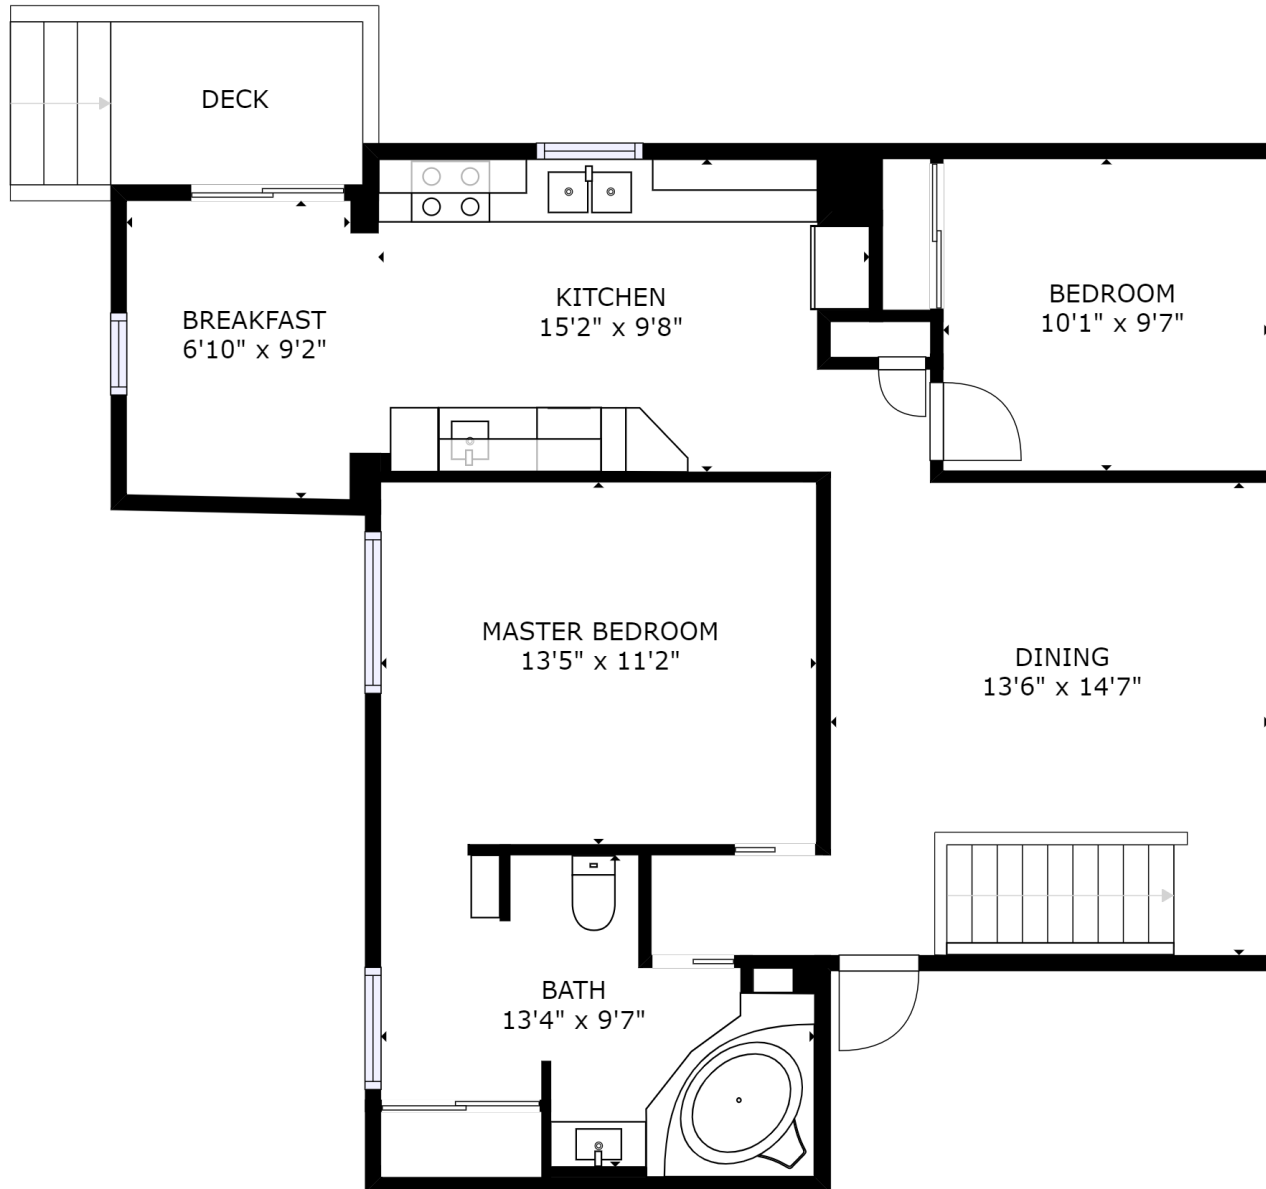 DECK
KITCHEN
15'2" x 9'8"
BEDROOM
10'1" x 9'7"
BREAKFAST
6'10" x 9'2"
MASTER BEDROOM
13'5" x 11'2"
DINING
13'6" x 14'7"
BATH
13'4" x 9'7"